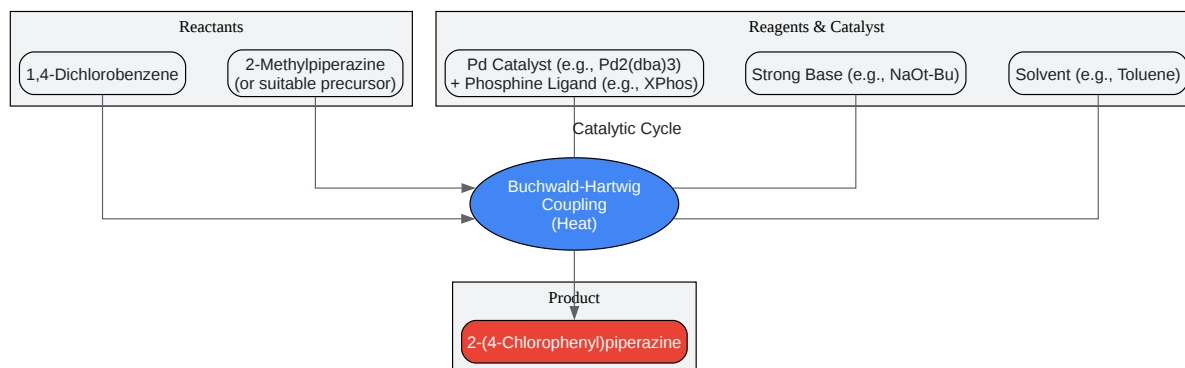 Reactants
Reagents & Catalyst
1,4-Dichlorobenzene
2-Methylpiperazine
(or suitable precursor)
Pd Catalyst (e.g., Pd2(dba)3)
+ Phosphine Ligand (e.g., XPhos)
Strong Base (e.g., NaOt-Bu)
Solvent (e.g., Toluene)
Catalytic Cycle
Buchwald-Hartwig
Coupling
(Heat)
Product
2-(4-Chlorophenyl)piperazine